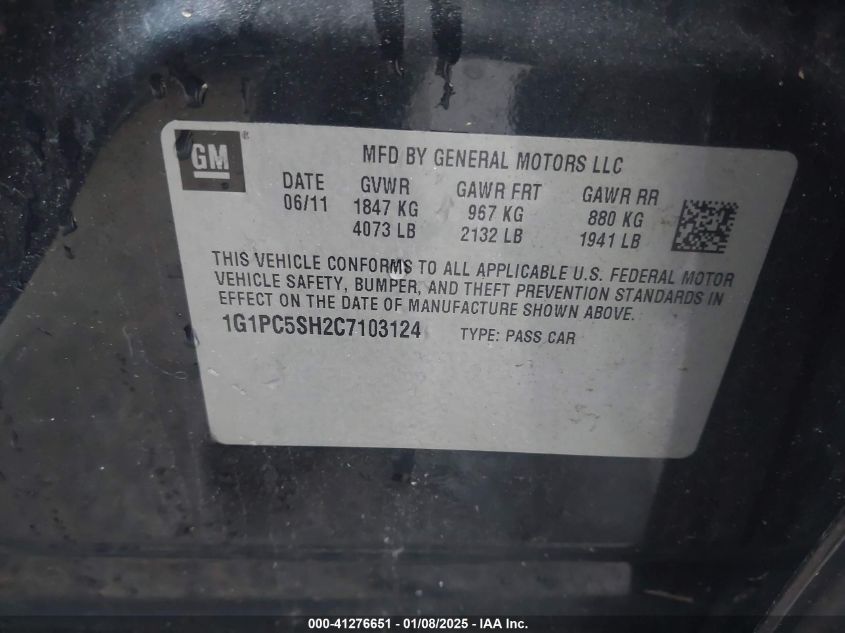 GM ®
MFD BY GENERAL MOTORS LLC
DATE GVWR GAWR FRT GAWR RR
06/11 1847 KG 967 KG 880 KG
4073 LB 2132 LB 1941 LB
THIS VEHICLE CONFORMS TO ALL APPLICABLE U.S. FEDERAL MOTOR
VEHICLE SAFETY, BUMPER, AND THEFT PREVENTION STANDARDS IN
EFFECT ON THE DATE OF MANUFACTURE SHOWN ABOVE.
1G1PC5SH2C7103124 TYPE: PASS CAR
000-41276651 - 01/08/2025 - IAA Inc.